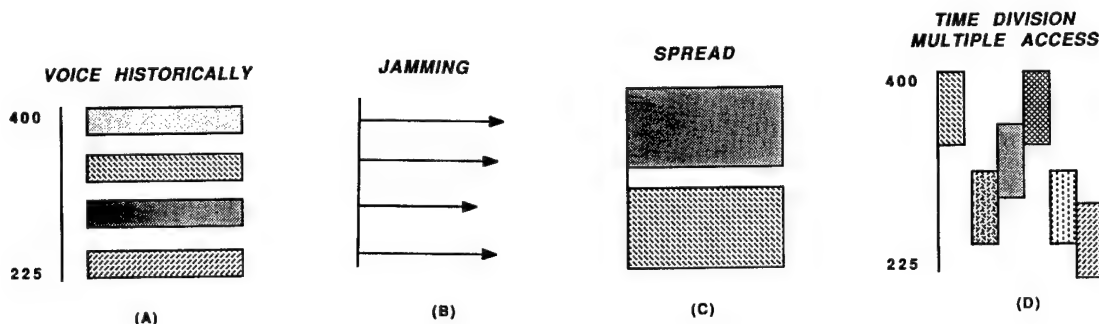 VOICE HISTORICALLY
400
225
(A)
JAMMING
(B)
SPREAD
(C)
TIME DIVISION
MULTIPLE ACCESS
400
225
(D)